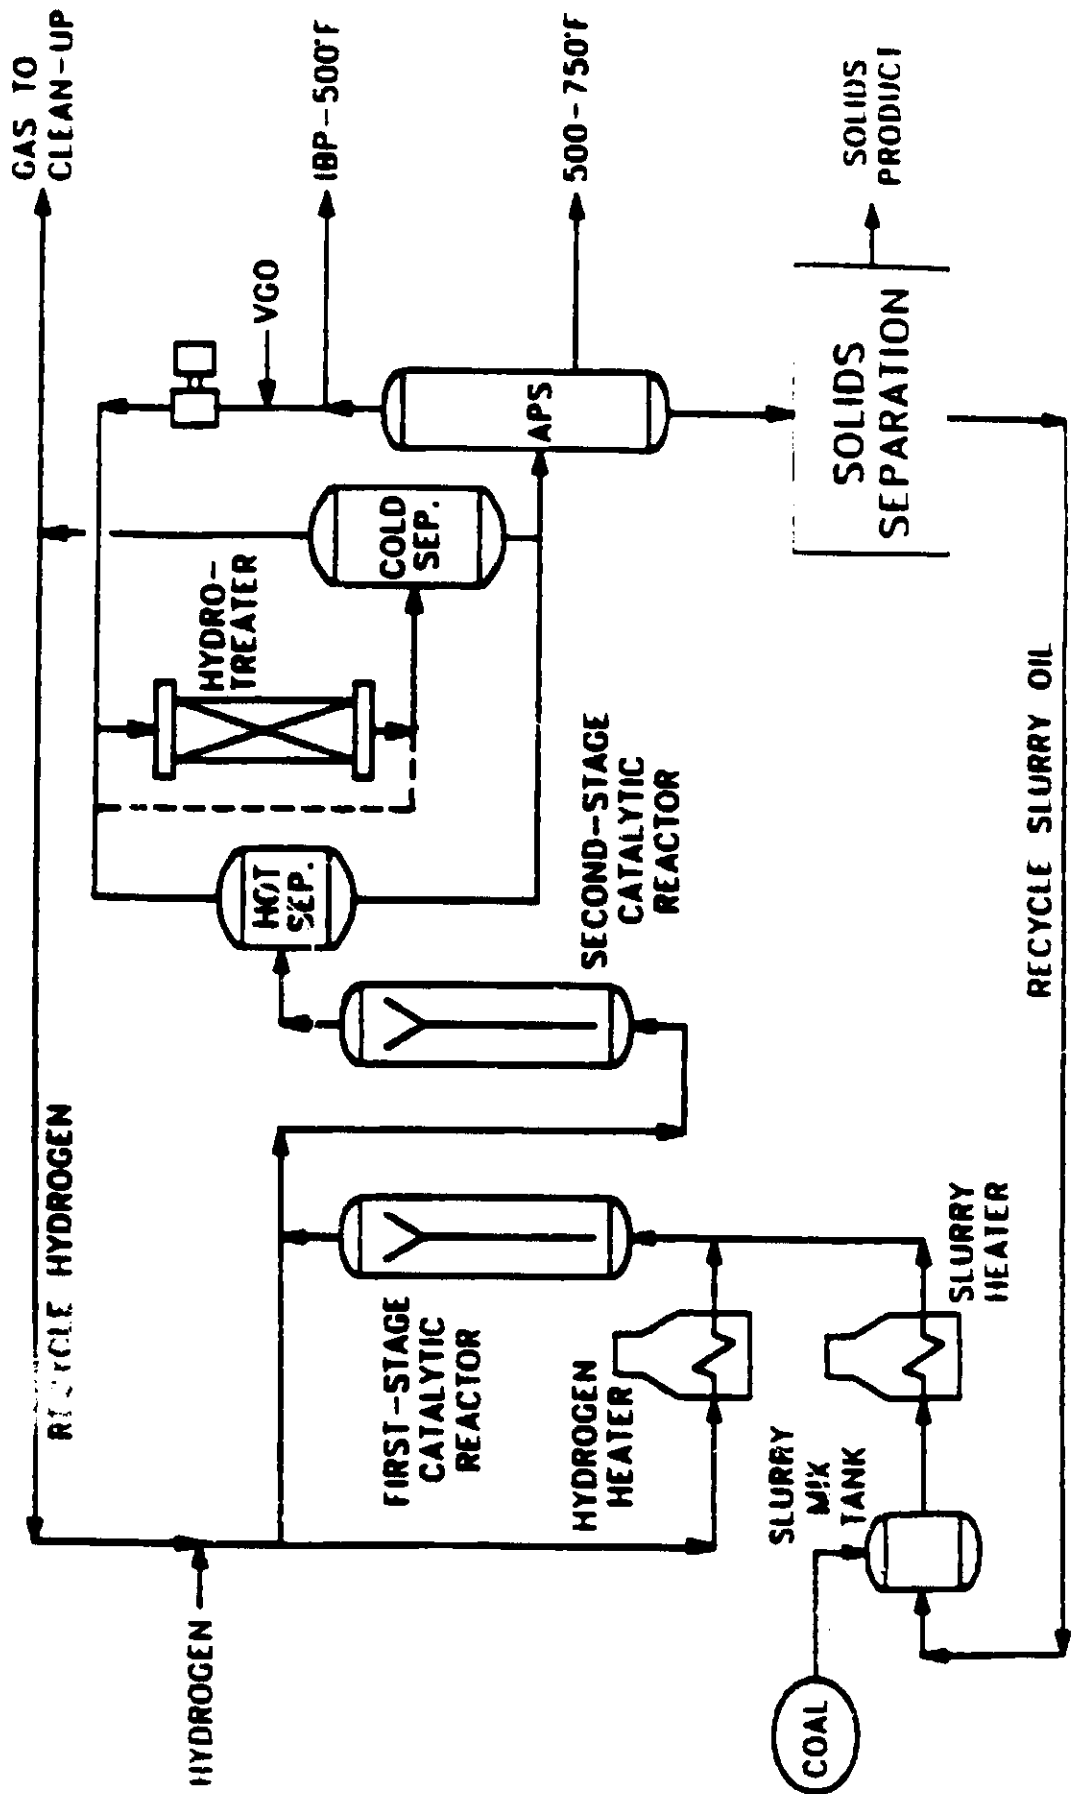 GAS TO
CLEAN-UP
RECYCLE HYDROGEN
HYDROGEN
VGO
IBP-500°F
HYDRO-
TREATER
HOT
SEP.
COLD
SEP.
APS
500-750°F
FIRST-STAGE
CATALYTIC
REACTOR
SECOND-STAGE
CATALYTIC
REACTOR
HYDROGEN
HEATER
SLURRY
MIX
TANK
SLURRY
HEATER
COAL
SOLIDS
SEPARATION
SOLIDS
PRODUCT
RECYCLE SLURRY OIL